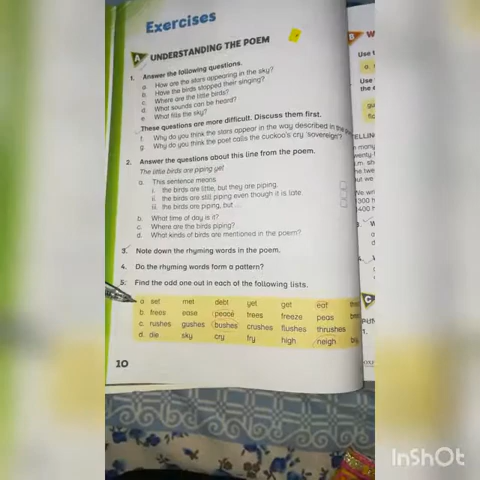 Exercises
A UNDERSTANDING THE POEM
1. Answer the following questions.
a How are the stars appearing in the sky?
b. Have the birds stopped their singing?
c. Where are the little birds?
d. What sounds can be heard?
e What fills the sky?
These questions are more difficult. Discuss them first.
f. Why do you think the stars appear in the way described in the
g. Why do you think the poet calls the cuckoo's cry 'sovereign'?
2. Answer the questions about this line from the poem.
The little birds are piping yet
a. This sentence means
i. the birds are little, but they are piping.
ii. the birds are still piping even though it is late.
iii. the birds are piping, but ...
b. What time of day is it?
c. Where are the birds piping?
d. What kinds of birds are mentioned in the poem?
3. Note down the rhyming words in the poem.
4. Do the rhyming words form a pattern?
5. Find the odd one out in each of the following lists.
a set met debt yet get eat
b. frees ease peace trees freeze peas
c. rushes gushes bushes crushes flushes thrushes
d. die sky cry fry high neigh
10
B W
Use t
Use
the e
C
1.
InShOt